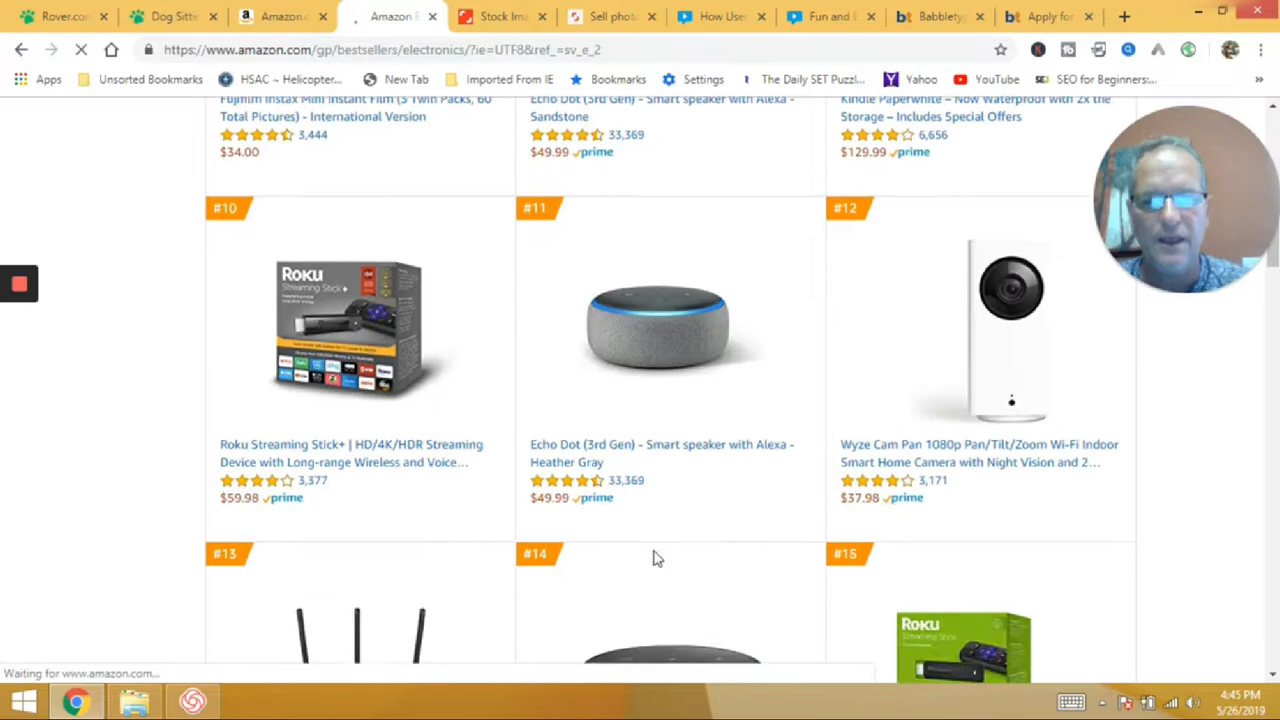 Rover.co
Dog Sitti
Amazon.c
Amazon E
Stock Ima
Sell phot
How User
Fun and E
Babblety
Apply for
https://www.amazon.com/gp/bestsellers/electronics/?ie=UTF8&ref_=sv_e_2
Apps
Unsorted Bookmarks
HSAC ~ Helicopter...
New Tab
Imported From IE
Bookmarks
Settings
The Daily SET Puzzl...
Yahoo
YouTube
SEO for Beginners:...
»
Fujifilm Instax Mini Instant Film (3 Twin Packs, 60
Total Pictures) - International Version
3,444
$34.00
Echo Dot (3rd Gen) - Smart speaker with Alexa -
Sandstone
33,369
$49.99 prime
Kindle Paperwhite – Now Waterproof with 2x the
Storage – Includes Special Offers
6,656
$129.99 prime
#10
Roku
Streaming Stick+
Roku Streaming Stick+ | HD/4K/HDR Streaming
Device with Long-range Wireless and Voice...
3,377
$59.98 prime
#11
Echo Dot (3rd Gen) - Smart speaker with Alexa -
Heather Gray
33,369
$49.99 prime
#12
Wyze Cam Pan 1080p Pan/Tilt/Zoom Wi-Fi Indoor
Smart Home Camera with Night Vision and 2...
3,171
$37.98 prime
#13
#14
#15
Roku
Streaming Stick
Waiting for www.amazon.com...
4:45 PM
5/26/2019